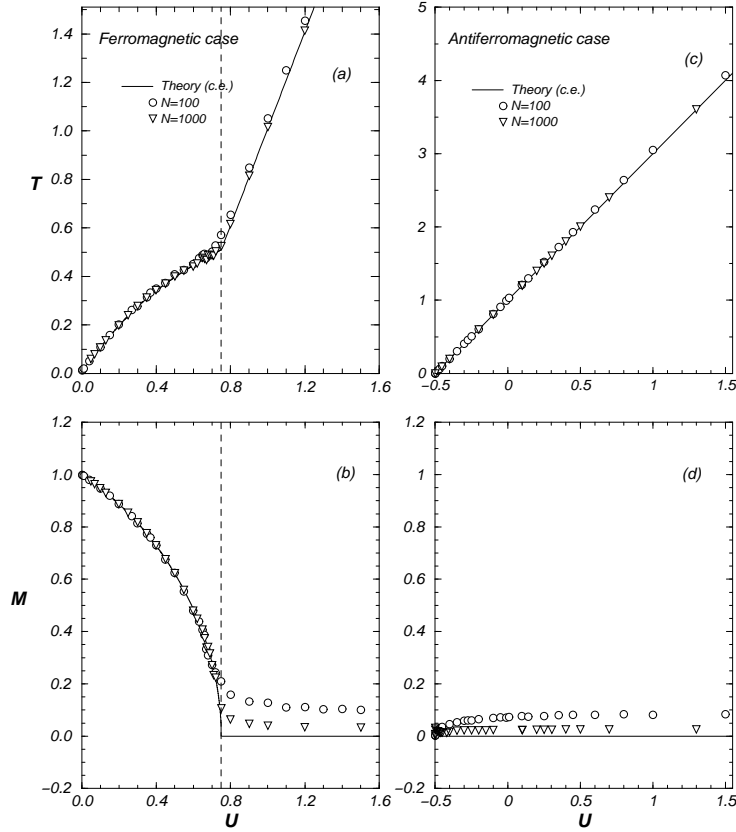 Ferromagnetic case
(a)
Theory (c.e.)
N=100
N=1000
T
1.4
1.2
1.0
0.8
0.6
0.4
0.2
0.0
0.0 0.4 0.8 1.2 1.6
Antiferromagnetic case
(c)
Theory (c.e.)
N=100
N=1000
5
4
3
2
1
0
−0.5 0 0.5 1 1.5
(b)
M
1.2
1.0
0.8
0.6
0.4
0.2
0.0
−0.2
0.0 0.4 0.8 1.2 1.6
U
(d)
1.2
1.0
0.8
0.6
0.4
0.2
0.0
−0.2
−0.5 0 0.5 1 1.5
U